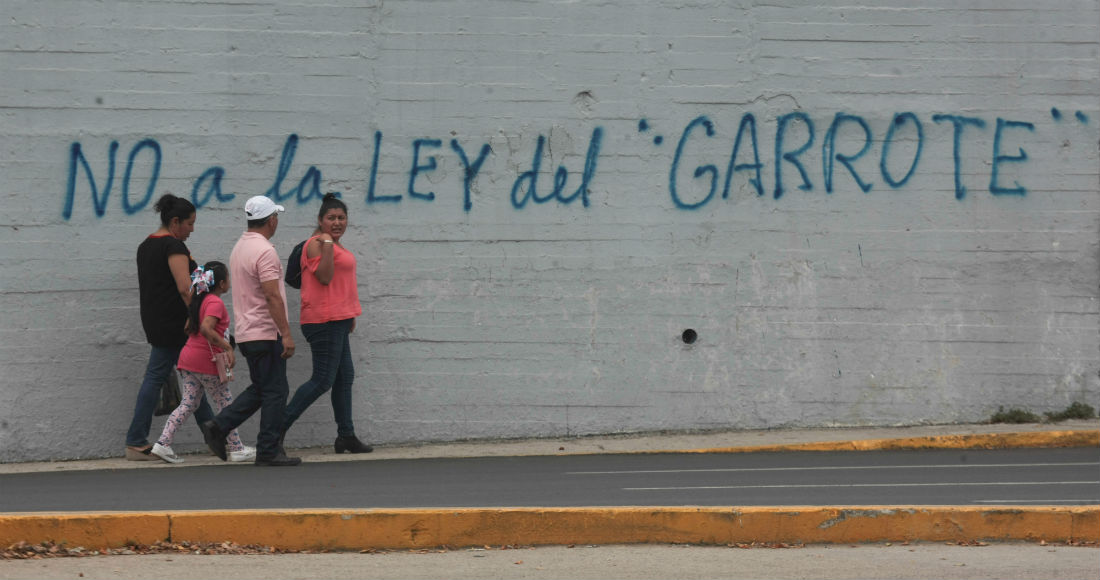 NO a la LEY del "GARROTE"